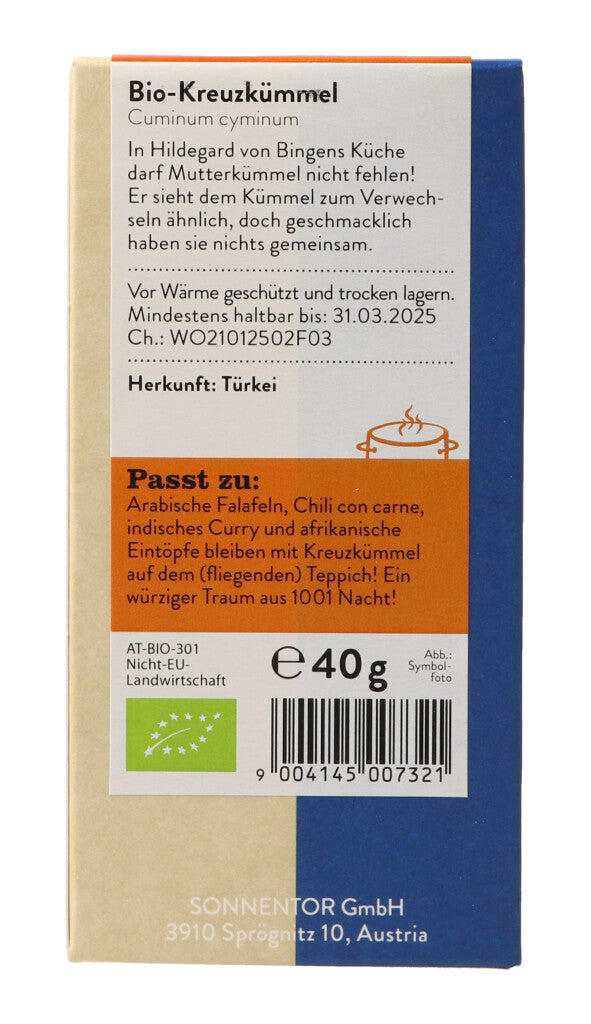 Bio-Kreuzkümmel
Cuminum cyminum
In Hildegard von Bingens Küche
darf Mutterkümmel nicht fehlen!
Er sieht dem Kümmel zum Verwech-
seln ähnlich, doch geschmacklich
haben sie nichts gemeinsam.
Vor Wärme geschützt und trocken lagern.
Mindestens haltbar bis: 31.03.2025
Ch.: WO21012502F03
Herkunft: Türkei
Passt zu:
Arabische Falafeln, Chili con carne,
indisches Curry und afrikanische
Eintöpfe bleiben mit Kreuzkümmel
auf dem (fliegenden) Teppich! Ein
würziger Traum aus 1001 Nacht!
AT-BIO-301
Nicht-EU-
Landwirtschaft
℮ 40 g
Abb.:
Symbol-
foto
9 004145 007321
SONNENTOR GmbH
3910 Sprögnitz 10, Austria